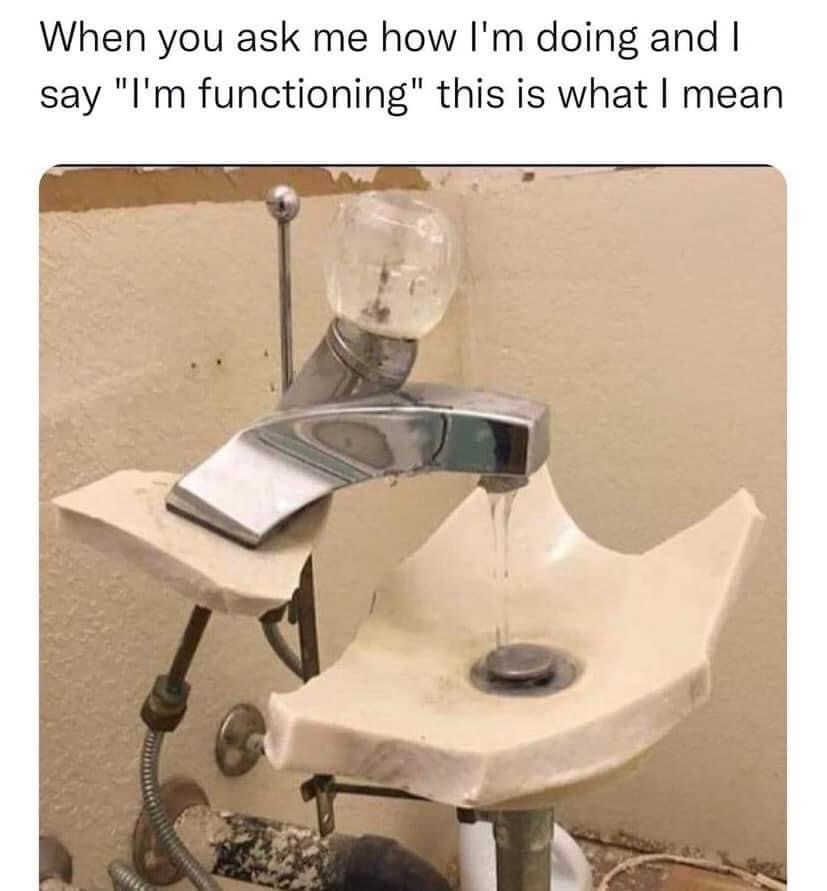 When you ask me how I'm doing and I
say "I'm functioning" this is what I mean